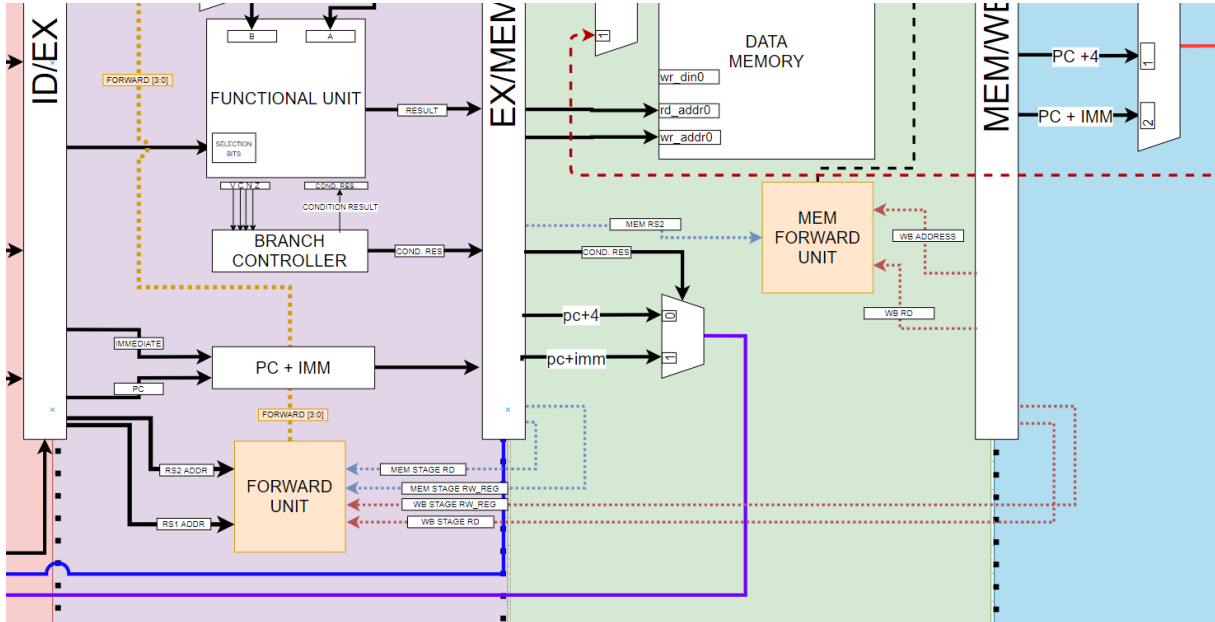 ID/EX
FORWARD [3:0]
B
A
FUNCTIONAL UNIT
SELECTION
BITS
V C N Z
COND. RES.
CONDITION RESULT
BRANCH
CONTROLLER
RESULT
COND. RES
IMMEDIATE
PC
PC + IMM
FORWARD [3:0]
RS2 ADDR
RS1 ADDR
FORWARD
UNIT
MEM STAGE RD
MEM STAGE RW_REG
WB STAGE RW_REG
WB STAGE RD
EX/MEM
1
DATA
MEMORY
wr_din0
rd_addr0
wr_addr0
MEM RS2
COND. RES
pc+4
pc+imm
0
1
MEM
FORWARD
UNIT
WB ADDRESS
WB RD
MEM/WB
PC +4
PC + IMM
1
2